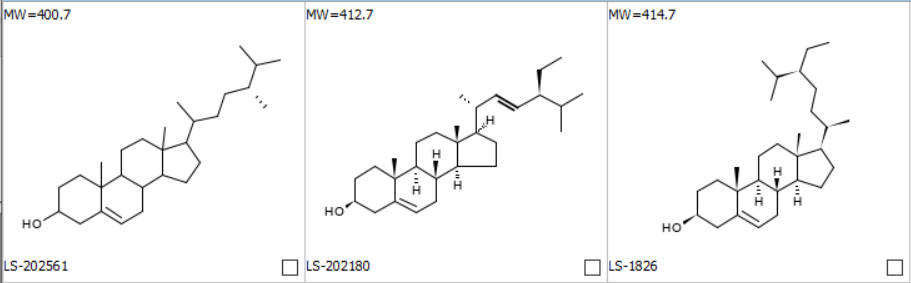 MW=400.7
HO
LS-202561
MW=412.7
H
H
H
H
HO
LS-202180
MW=414.7
H
H
H
HO
LS-1826